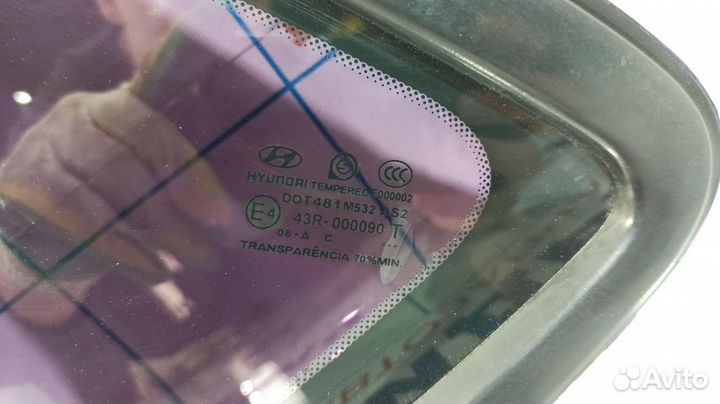 HYUNDAI TEMPERED E000002
DOT481 M532 AS2
E4 43R-000090 T
08-A C
TRANSPARÊNCIA 70%MIN.
Avito